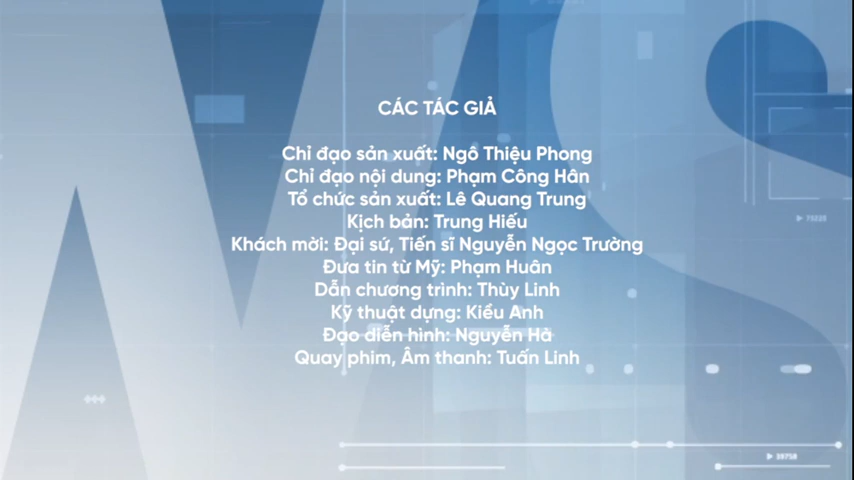 CÁC TÁC GIẢ
Chỉ đạo sản xuất: Ngô Thiệu Phong
Chỉ đạo nội dung: Phạm Công Hân
Tổ chức sản xuất: Lê Quang Trung
Kịch bản: Trung Hiếu
Khách mời: Đại sứ, Tiến sĩ Nguyễn Ngọc Trường
Đưa tin từ Mỹ: Phạm Huân
Dẫn chương trình: Thùy Linh
Kỹ thuật dựng: Kiều Anh
Đạo diễn hình: Nguyễn Hà
Quay phim, Âm thanh: Tuấn Linh
39758